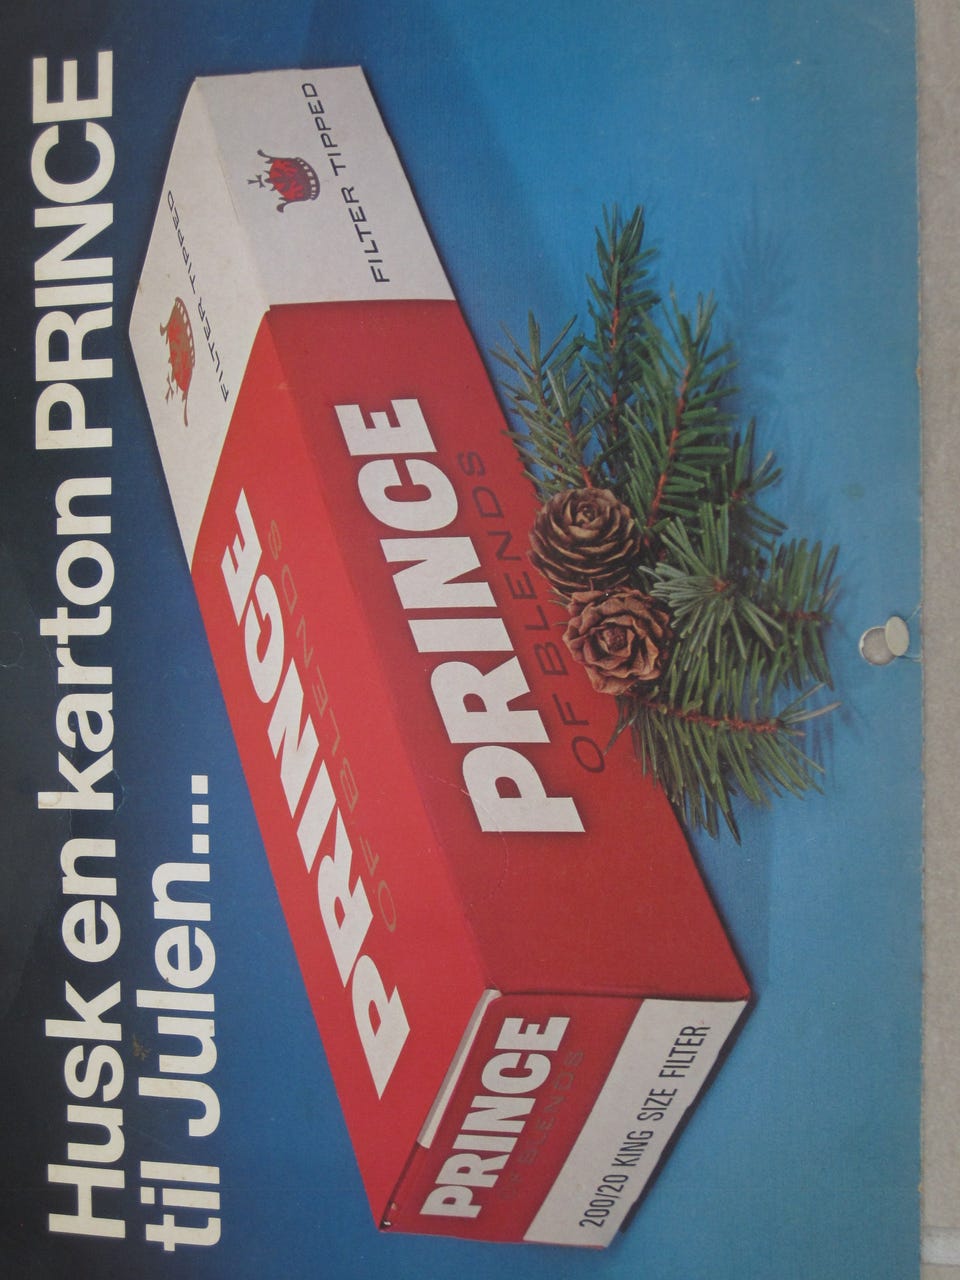 Husk en karton PRINCE
til Julen...
FILTER TIPPED
FILTER TIPPED
PRINCE
OF BLENDS
PRINCE
OF BLENDS
PRINCE
OF BLENDS
200/20 KING SIZE FILTER